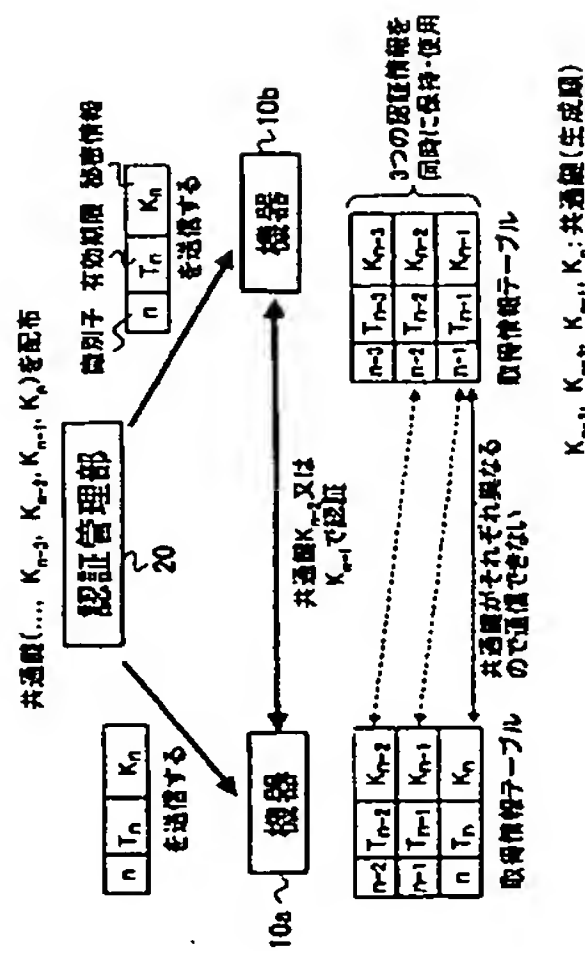 共通鍵(..., Kn-3, Kn-2, Kn-1, Kn)を配布
認証管理部
20
n Tn Kn
を送信する
識別子 有効期限 秘密情報
n Tn Kn
を送信する
10a
機器
機器
10b
共通鍵Kn-2又は
Kn-1で認証
n-2 Tn-2 Kn-2
n-1 Tn-1 Kn-1
n Tn Kn
取得情報テーブル
共通鍵がそれぞれ異なる
ので通信できない
n-3 Tn-3 Kn-3
n-2 Tn-2 Kn-2
n-1 Tn-1 Kn-1
取得情報テーブル
3つの認証情報を
同時に保持・使用
Kn-3, Kn-2, Kn-1, Kn:共通鍵(生成順)